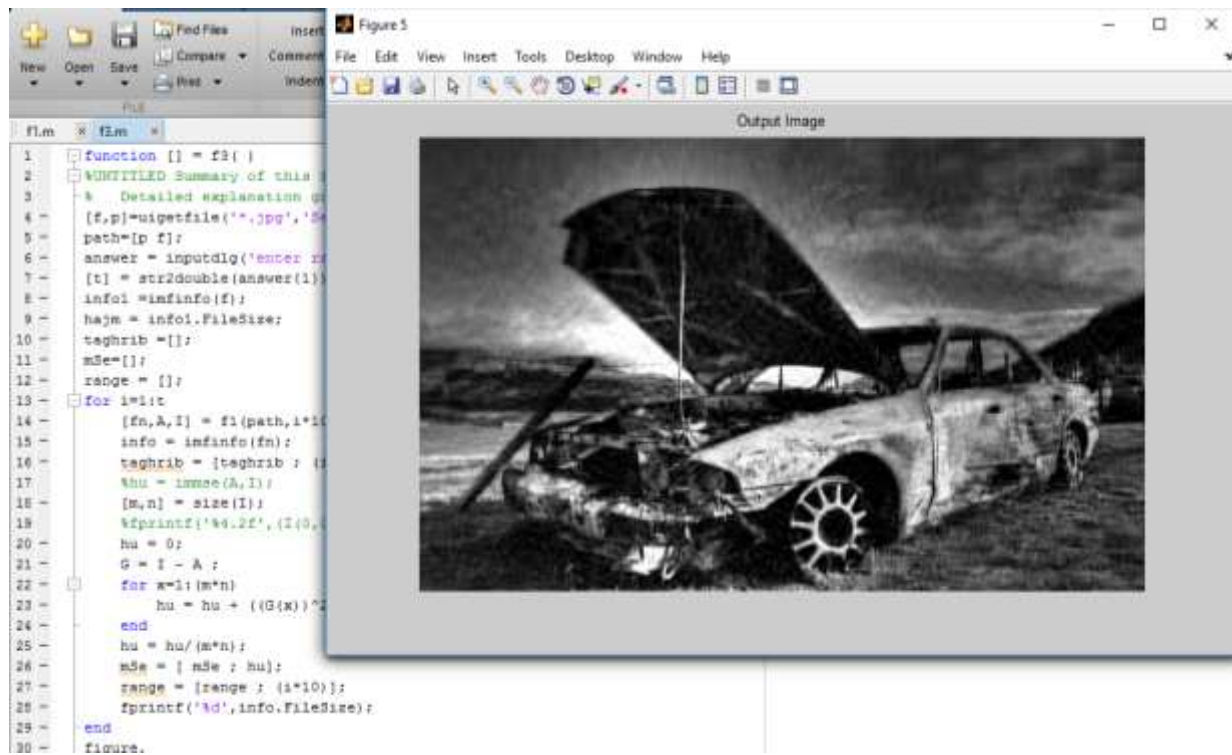 Find Files
Insert
Compare
Comment
New
Open
Save
Print
Indent
FILE
f1.m
Figure 5
File Edit View Insert Tools Desktop Window Help
Output Image
1 function [] = f3( )
2 %UNTITLED Summary of this
3 % Detailed explanation
4 [f,p]=uigetfile('*.jpg','
5 path=[p f];
6 answer = inputdlg('enter
7 [t] = str2double(answer(1))
8 info1 =imfinfo(f);
9 hajm = info1.FileSize;
10 taghrib =[];
11 mSe=[];
12 range = [];
13 for i=1:t
14 [fn,A,I] = f1(path,i*10
15 info = imfinfo(fn);
16 taghrib = [taghrib ; (
17 %hu = immse(A,I);
18 [m,n] = size(I);
19 %fprintf('%4.2f',(I(0,
20 hu = 0;
21 G = I - A ;
22 for x=1:(m*n)
23 hu = hu + ((G(x))^2
24 end
25 hu = hu/(m*n);
26 mSe = [ mSe ; hu];
27 range = [range ; (i*10)];
28 fprintf('%d',info.FileSize);
29 end
30 figure,